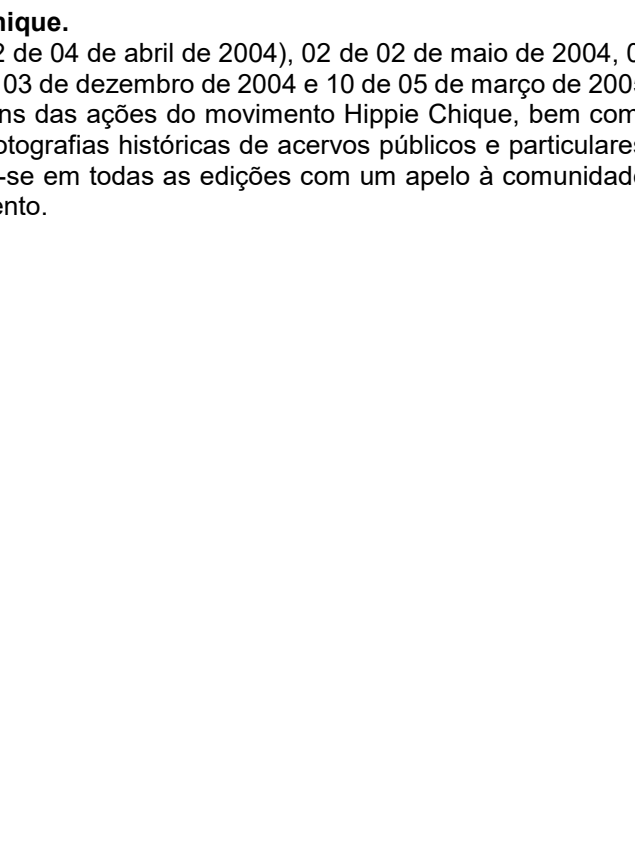 hique.
2 de 04 de abril de 2004), 02 de 02 de maio de 2004, 0
03 de dezembro de 2004 e 10 de 05 de março de 200
ns das ações do movimento Hippie Chique, bem com
otografias históricas de acervos públicos e particulares
-se em todas as edições com um apelo à comunidad
ento.